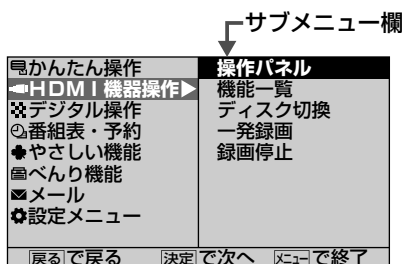 サブメニュー欄
かんたん操作
HDMI機器操作▶
デジタル操作
番組表・予約
やさしい機能
べんり機能
メール
設定メニュー
操作パネル
機能一覧
ディスク切換
一発録画
録画停止
戻るで戻る 決定で次へ メニューで終了